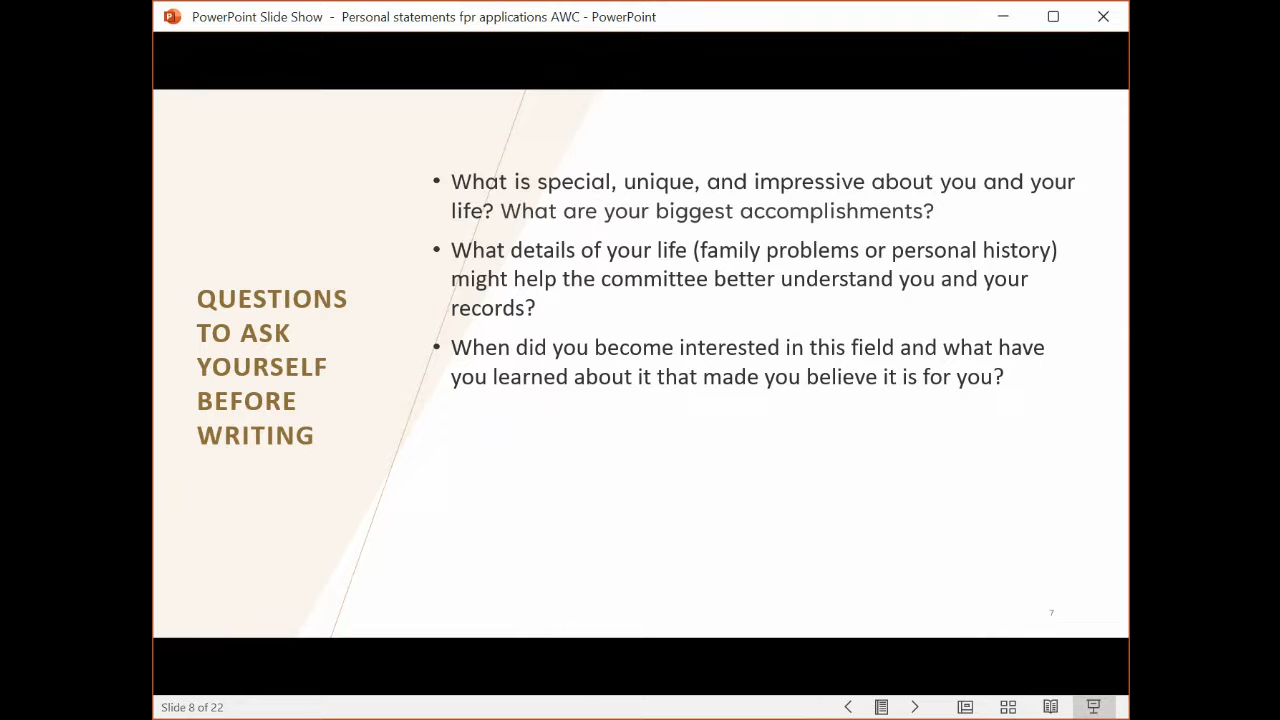 PowerPoint Slide Show - Personal statements fpr applications AWC - PowerPoint
QUESTIONS
TO ASK
YOURSELF
BEFORE
WRITING
• What is special, unique, and impressive about you and your
life? What are your biggest accomplishments?
• What details of your life (family problems or personal history)
might help the committee better understand you and your
records?
• When did you become interested in this field and what have
you learned about it that made you believe it is for you?
7
Slide 8 of 22